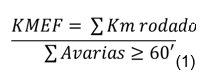 KMEF = ∑ Km rodado
∑ Avarias ≥ 60′
(1)